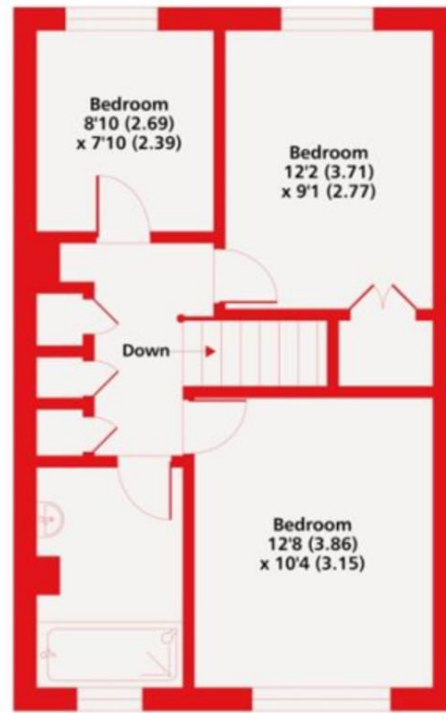 Bedroom
8'10 (2.69)
x 7'10 (2.39)
Bedroom
12'2 (3.71)
x 9'1 (2.77)
Down
Bedroom
12'8 (3.86)
x 10'4 (3.15)